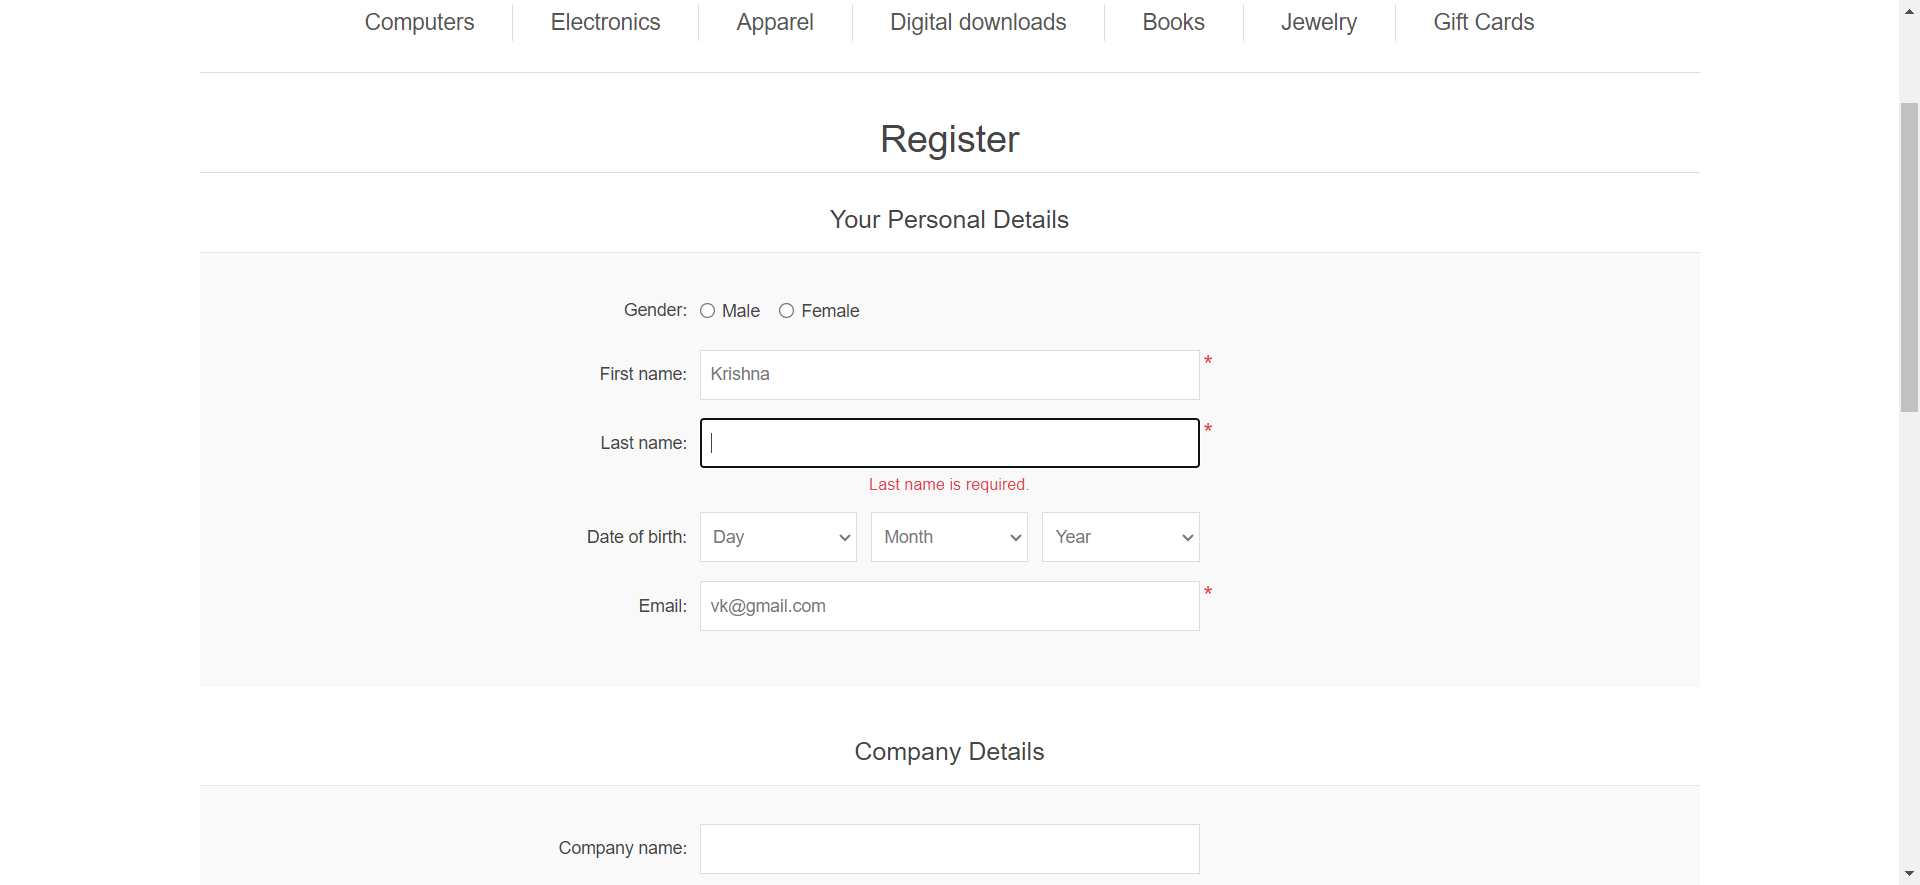 Computers Electronics Apparel Digital downloads Books Jewelry Gift Cards
Register
Your Personal Details
Gender: Male Female
First name: Krishna *
Last name: *
Last name is required.
Date of birth: Day Month Year
Email: vk@gmail.com *
Company Details
Company name: